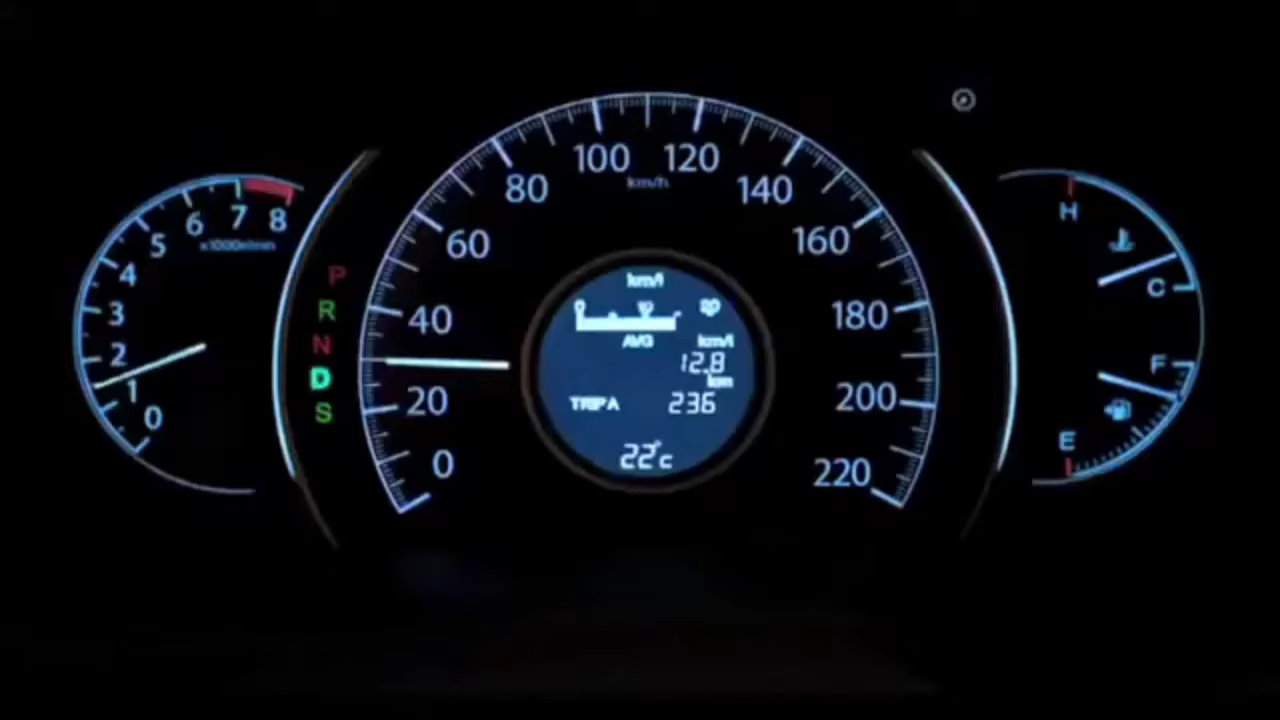 0 1 2 3 4 5 6 7 8
x1000r/min
P
R
N
D
S
0 20 40 60 80 100 120 140 160 180 200 220
km/h
km/l
0
AVG km/l
12.8
km
TRIP A 236
22°c
H
C
F
E